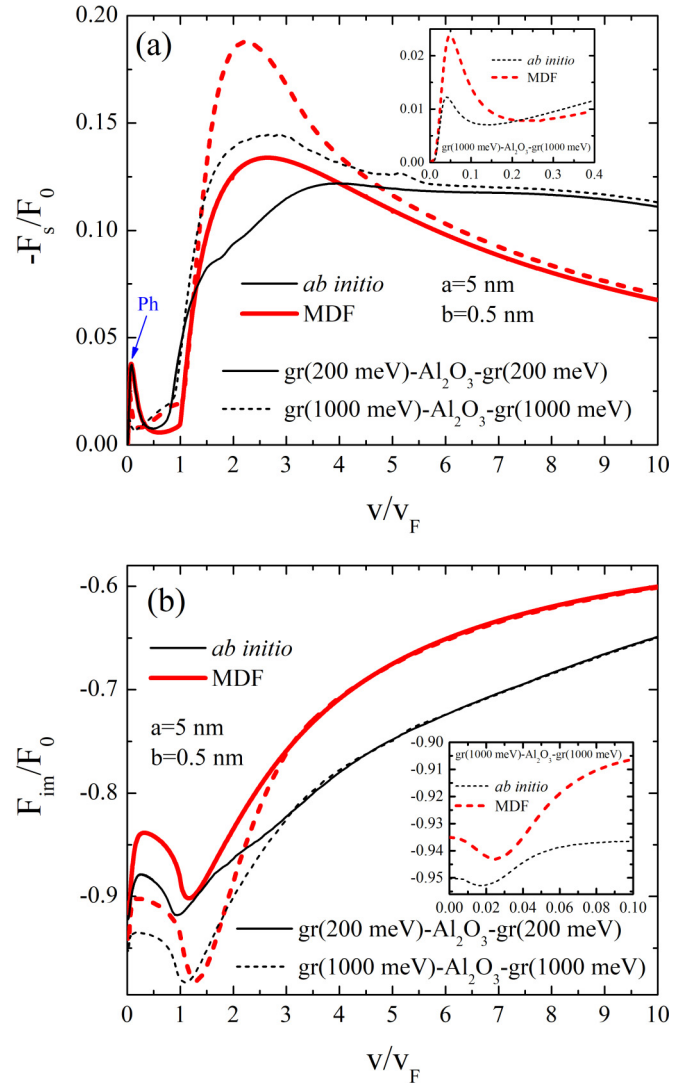 (a)
0.20
0.15
0.10
0.05
0.00
-F_s/F_0
Ph
0.02
0.01
0.00
0.0 0.1 0.2 0.3 0.4
ab initio
MDF
gr(1000 meV)-Al₂O₃-gr(1000 meV)
ab initio a=5 nm
MDF b=0.5 nm
gr(200 meV)-Al₂O₃-gr(200 meV)
gr(1000 meV)-Al₂O₃-gr(1000 meV)
0 1 2 3 4 5 6 7 8 9 10
v/v_F
(b)
-0.6
-0.7
-0.8
-0.9
F_im/F_0
ab initio
MDF
a=5 nm
b=0.5 nm
-0.90
-0.91
-0.92
-0.93
-0.94
-0.95
gr(1000 meV)-Al₂O₃-gr(1000 meV)
ab initio
MDF
0.00 0.02 0.04 0.06 0.08 0.10
gr(200 meV)-Al₂O₃-gr(200 meV)
gr(1000 meV)-Al₂O₃-gr(1000 meV)
0 1 2 3 4 5 6 7 8 9 10
v/v_F